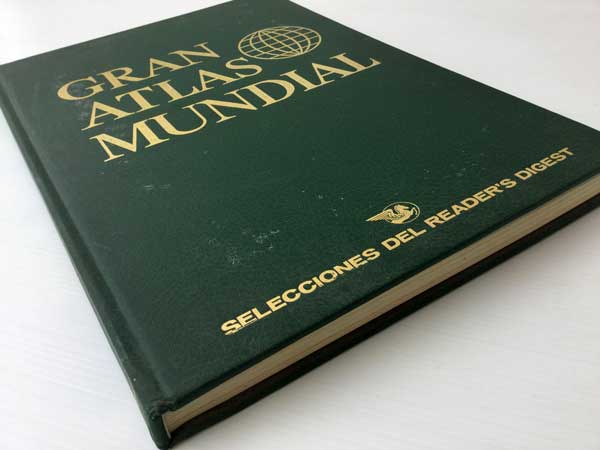 GRAN
ATLAS
MUNDIAL
SELECCIONES DEL READER'S DIGEST